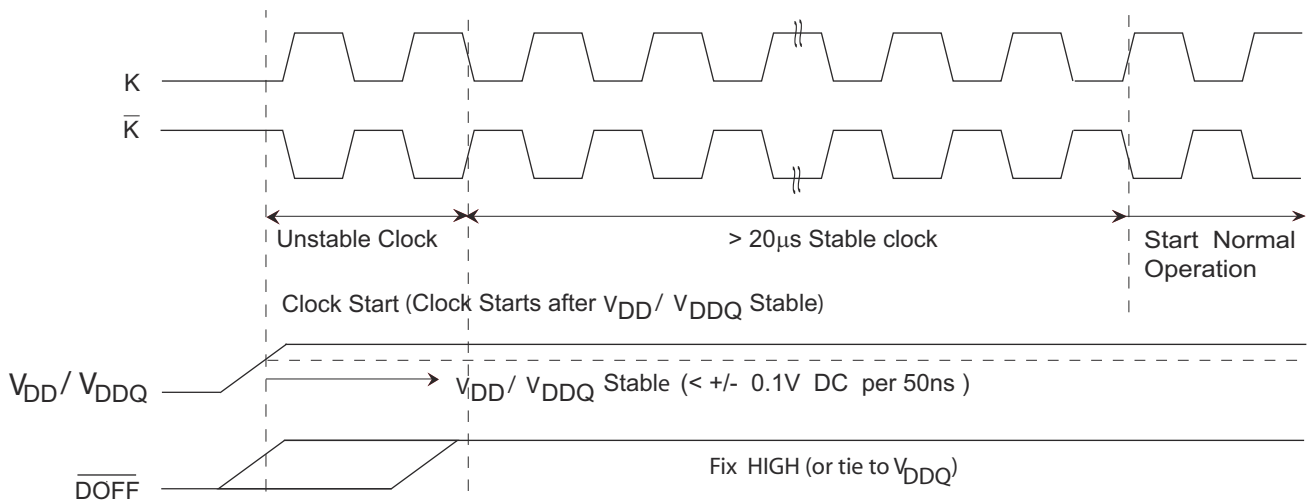 K
K̅
Unstable Clock
> 20μs Stable clock
Start Normal
Operation
Clock Start (Clock Starts after VDD / VDDQ Stable)
VDD / VDDQ
VDD / VDDQ Stable (< +/- 0.1V DC per 50ns )
D̅O̅F̅F̅
Fix HIGH (or tie to VDDQ)